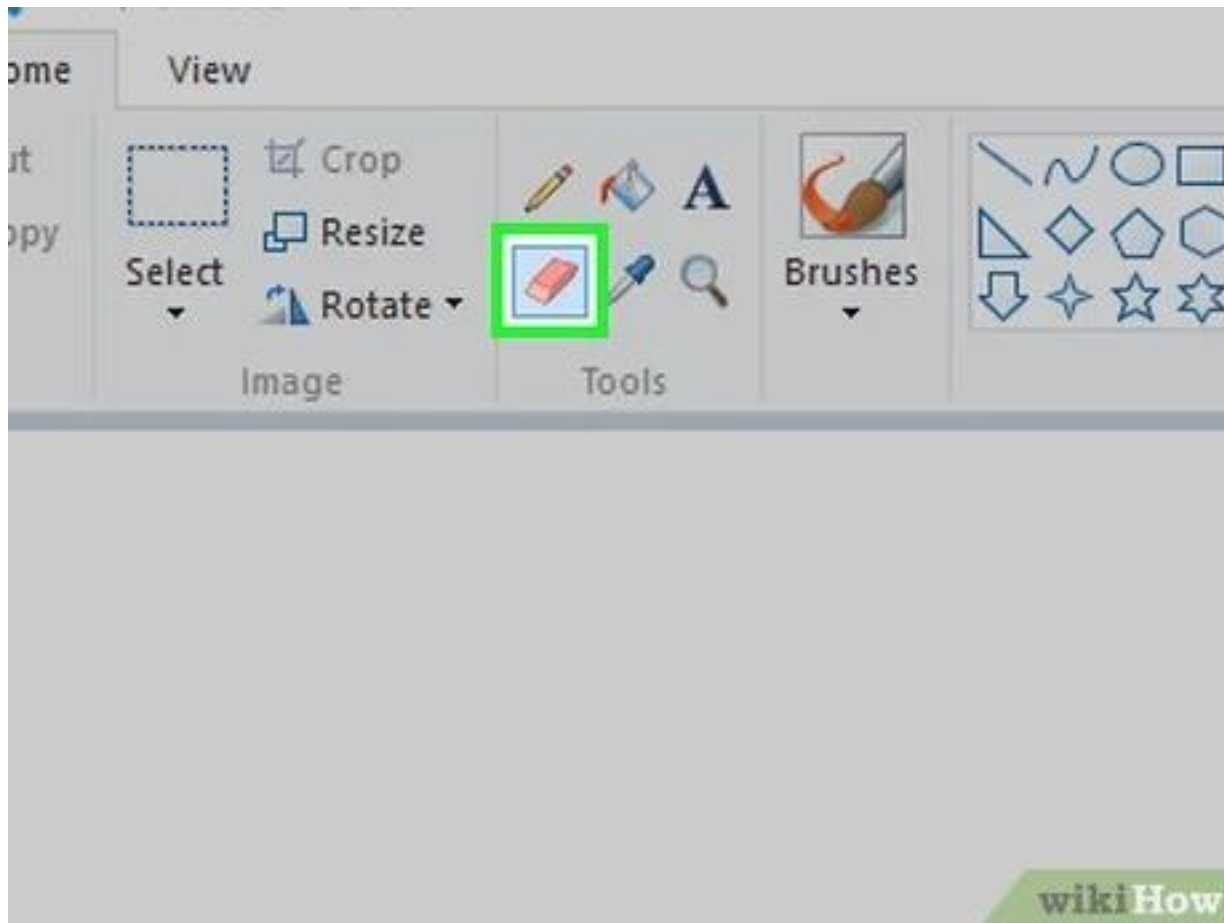 ome View
ut
opy
Select
Crop
Resize
Rotate
Image
A
Tools
Brushes
wikiHow